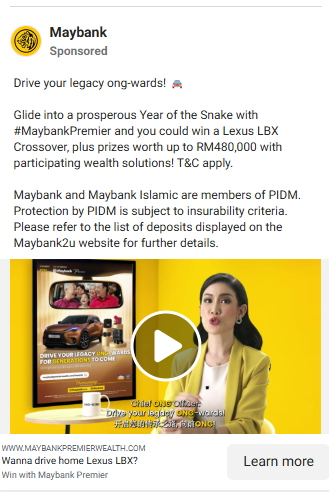 Maybank
Sponsored
Drive your legacy ong-wards! 🚘
Glide into a prosperous Year of the Snake with
#MaybankPremier and you could win a Lexus LBX
Crossover, plus prizes worth up to RM480,000 with
participating wealth solutions! T&C apply.
Maybank and Maybank Islamic are members of PIDM.
Protection by PIDM is subject to insurability criteria.
Please refer to the list of deposits displayed on the
Maybank2u website for further details.
Maybank Premier
DRIVE YOUR LEGACY ONG-WARDS
FOR GENERATIONS TO COME
Chief ONG Officer:
Drive your legacy ONG-wards!
WWW.MAYBANKPREMIERWEALTH.COM
Wanna drive home Lexus LBX?
Win with Maybank Premier
Learn more